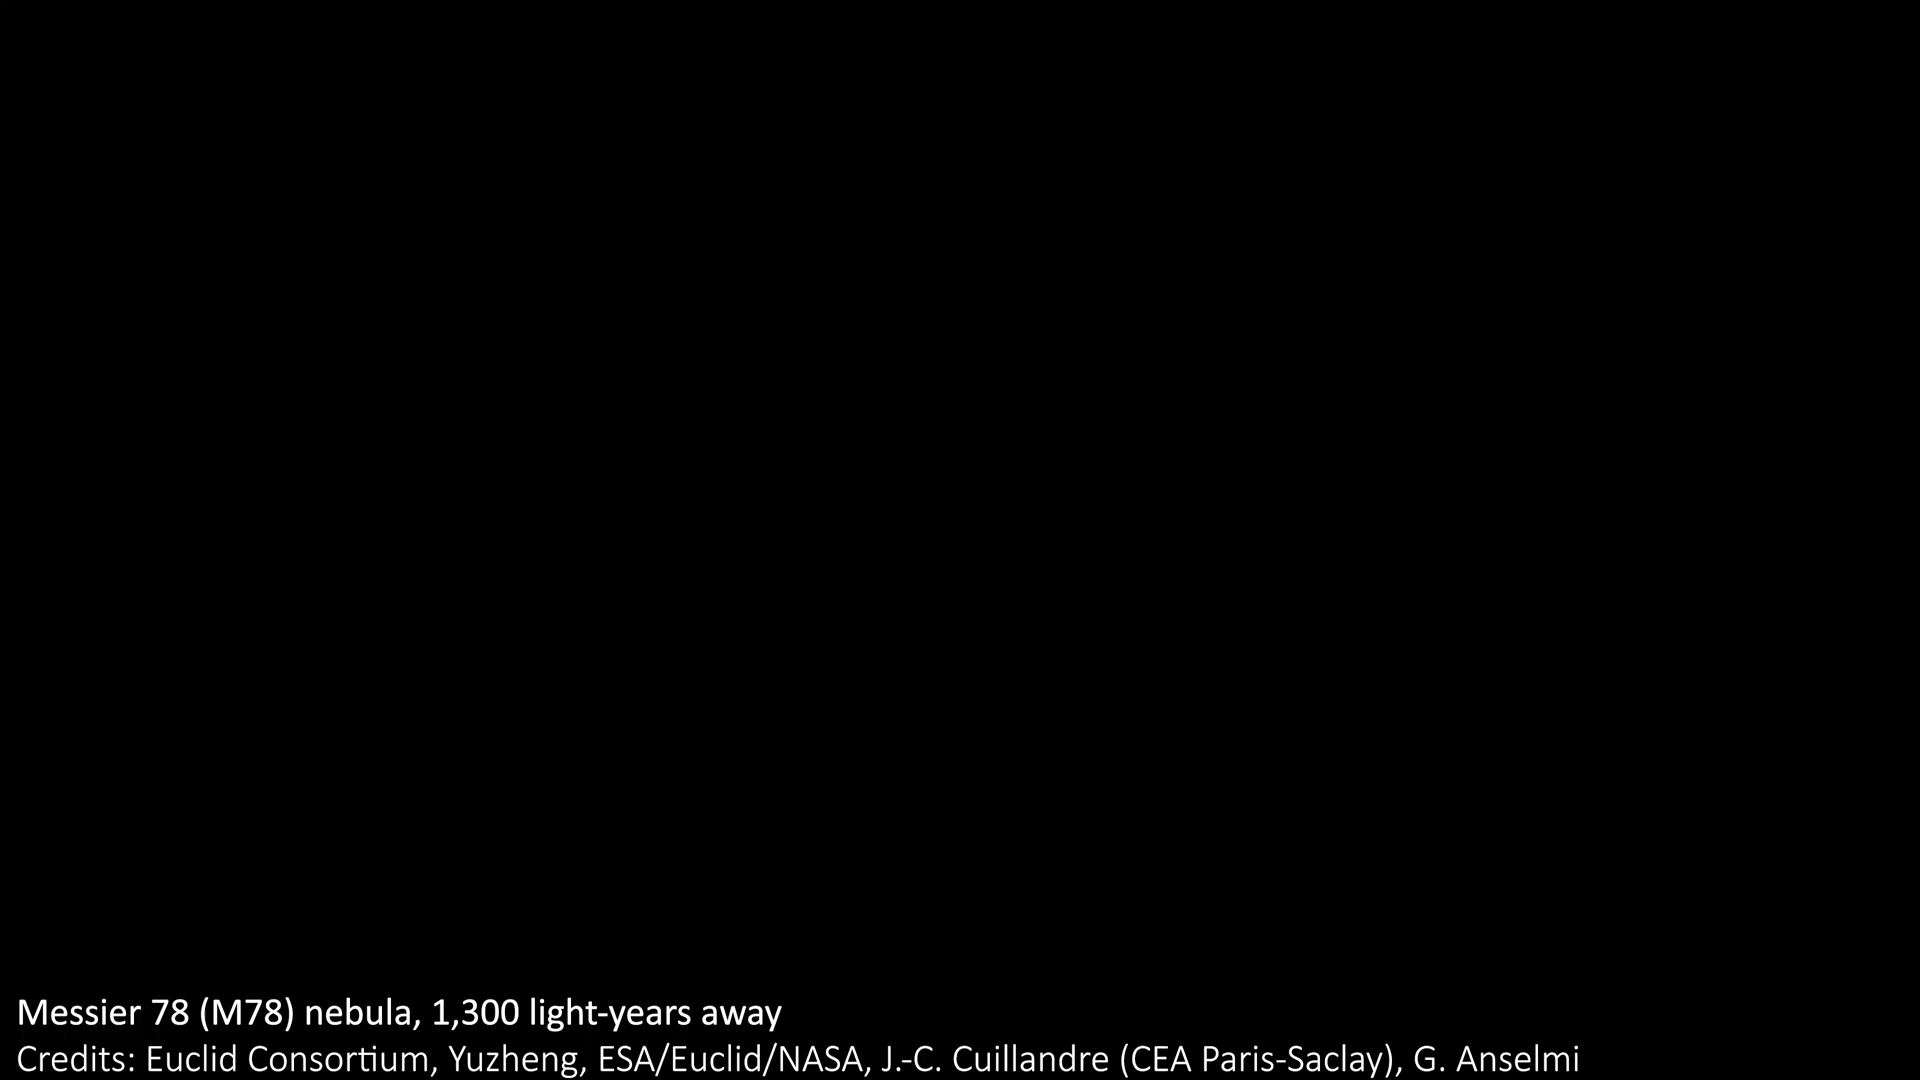 Messier 78 (M78) nebula, 1,300 light-years away
Credits: Euclid Consortium, Yuzheng, ESA/Euclid/NASA, J.-C. Cuillandre (CEA Paris-Saclay), G. Anselmi